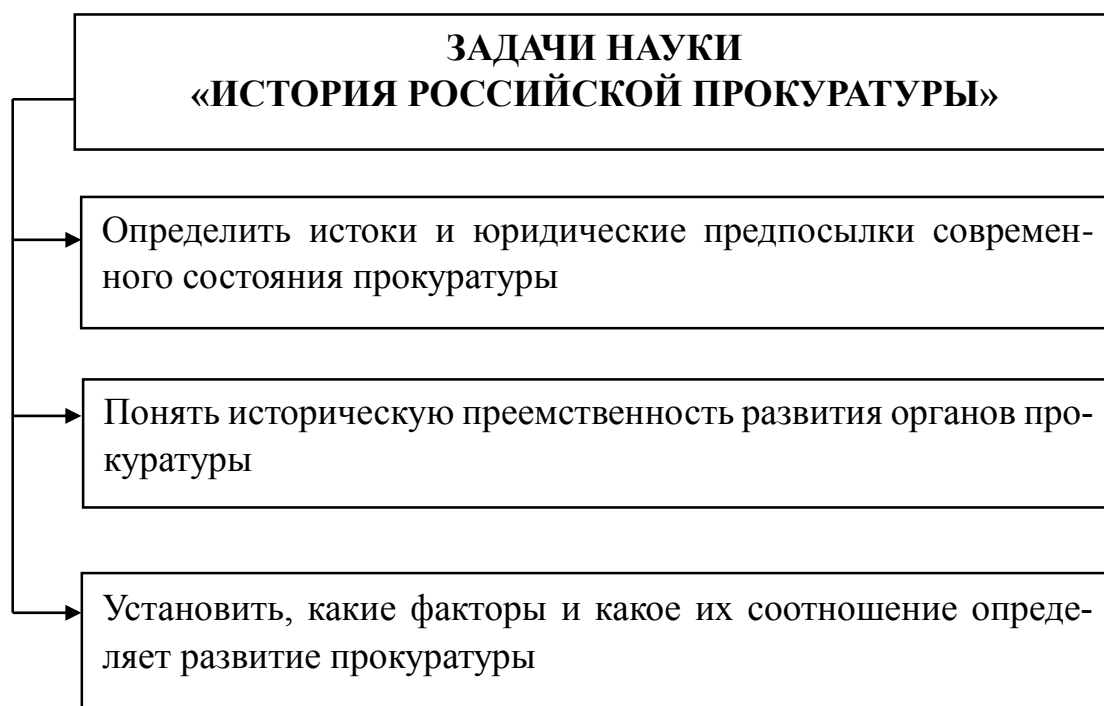 ЗАДАЧИ НАУКИ
«ИСТОРИЯ РОССИЙСКОЙ ПРОКУРАТУРЫ»
Определить истоки и юридические предпосылки современ-
ного состояния прокуратуры
Понять историческую преемственность развития органов про-
куратуры
Установить, какие факторы и какое их соотношение опреде-
ляет развитие прокуратуры